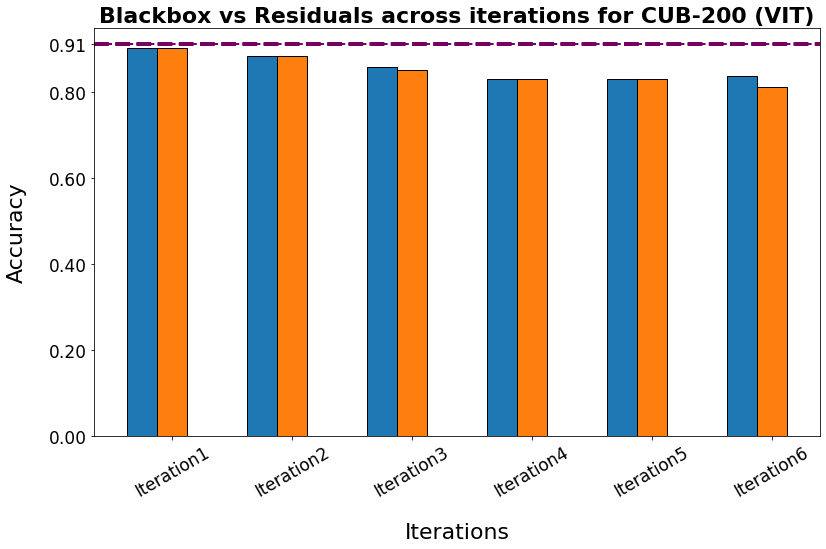 Blackbox vs Residuals across iterations for CUB-200 (VIT)
0.91
0.80
0.60
0.40
0.20
0.00
Accuracy
Iteration1
Iteration2
Iteration3
Iteration4
Iteration5
Iteration6
Iterations